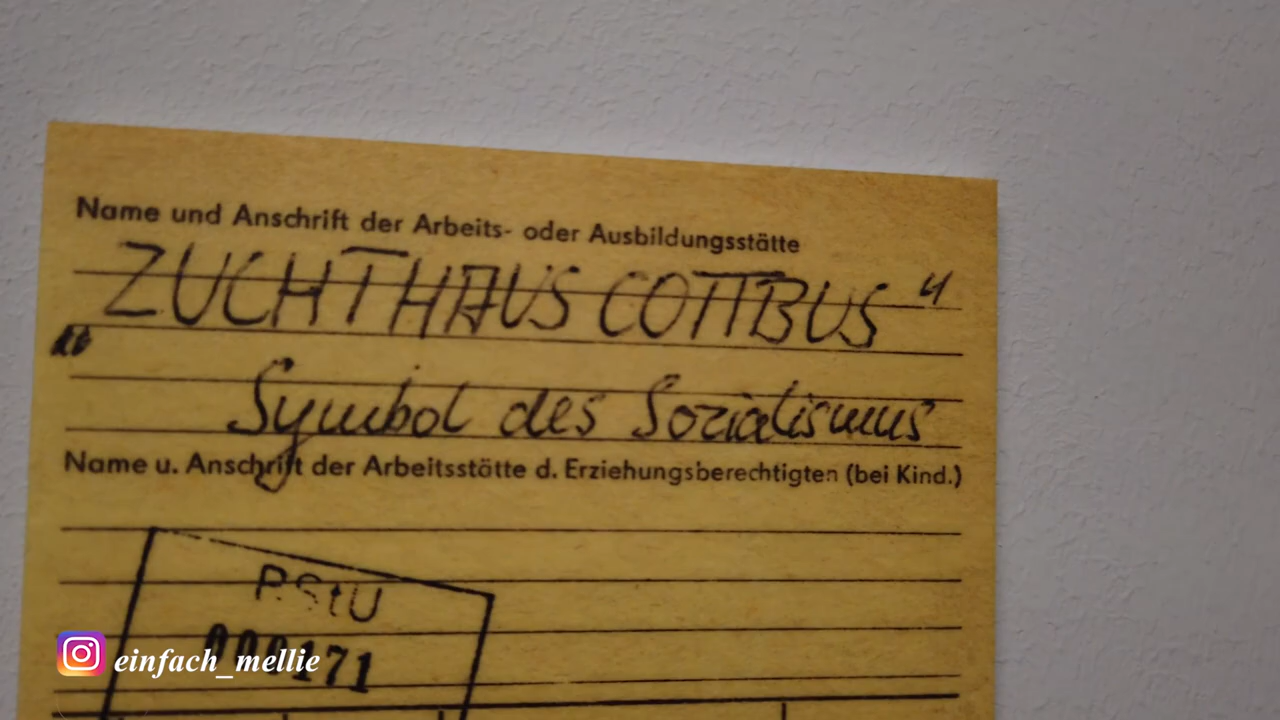 Name und Anschrift der Arbeits- oder Ausbildungsstätte
ZUCHTHAUS COTTBUS "
" Symbol des Sozialismus
Name u. Anschrift der Arbeitsstätte d. Erziehungsberechtigten (bei Kind.)
BStU
000171
einfach_mellie